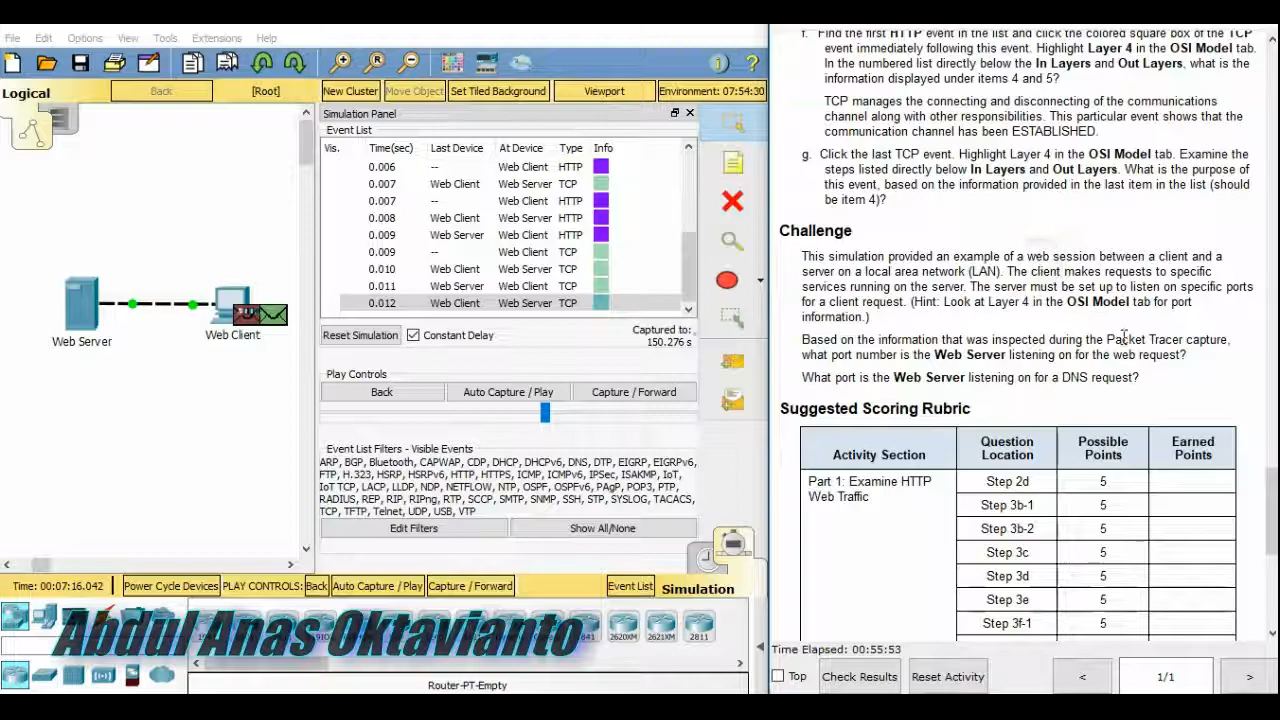 File Edit Options View Tools Extensions Help
Logical Back [Root] New Cluster Move Object Set Tiled Background Viewport Environment: 07:54:30
Web Server
Web Client
Simulation Panel
Event List
Vis. Time(sec) Last Device At Device Type Info
0.006 -- Web Client HTTP
0.007 Web Client Web Server TCP
0.007 -- Web Client HTTP
0.008 Web Client Web Server HTTP
0.009 Web Server Web Client HTTP
0.009 -- Web Client TCP
0.010 Web Client Web Server TCP
0.011 Web Server Web Client TCP
0.012 Web Client Web Server TCP
Reset Simulation Constant Delay Captured to:
150.276 s
Play Controls
Back Auto Capture / Play Capture / Forward
Event List Filters - Visible Events
ARP, BGP, Bluetooth, CAPWAP, CDP, DHCP, DHCPv6, DNS, DTP, EIGRP, EIGRPv6,
FTP, H.323, HSRP, HSRPv6, HTTP, HTTPS, ICMP, ICMPv6, IPSec, ISAKMP, IoT,
IoT TCP, LACP, LLDP, NDP, NETFLOW, NTP, OSPF, OSPFv6, PAgP, POP3, PTP,
RADIUS, REP, RIP, RIPng, RTP, SCCP, SMTP, SNMP, SSH, STP, SYSLOG, TACACS,
TCP, TFTP, Telnet, UDP, USB, VTP
Edit Filters Show All/None
Time: 00:07:16.042 Power Cycle Devices PLAY CONTROLS: Back Auto Capture / Play Capture / Forward Event List Simulation
Abdul Anas Oktavianto
2620XM 2621XM 2811
Router-PT-Empty
f. Find the first HTTP event in the list and click the colored square box of the TCP
event immediately following this event. Highlight Layer 4 in the OSI Model tab.
In the numbered list directly below the In Layers and Out Layers, what is the
information displayed under items 4 and 5?
TCP manages the connecting and disconnecting of the communications
channel along with other responsibilities. This particular event shows that the
communication channel has been ESTABLISHED.
g. Click the last TCP event. Highlight Layer 4 in the OSI Model tab. Examine the
steps listed directly below In Layers and Out Layers. What is the purpose of
this event, based on the information provided in the last item in the list (should
be item 4)?
Challenge
This simulation provided an example of a web session between a client and a
server on a local area network (LAN). The client makes requests to specific
services running on the server. The server must be set up to listen on specific ports
for a client request. (Hint: Look at Layer 4 in the OSI Model tab for port
information.)
Based on the information that was inspected during the Packet Tracer capture,
what port number is the Web Server listening on for the web request?
What port is the Web Server listening on for a DNS request?
Suggested Scoring Rubric
Activity Section Question Location Possible Points Earned Points
Part 1: Examine HTTP Web Traffic Step 2d 5
Step 3b-1 5
Step 3b-2 5
Step 3c 5
Step 3d 5
Step 3e 5
Step 3f-1 5
Time Elapsed: 00:55:53
Top Check Results Reset Activity < 1/1 >